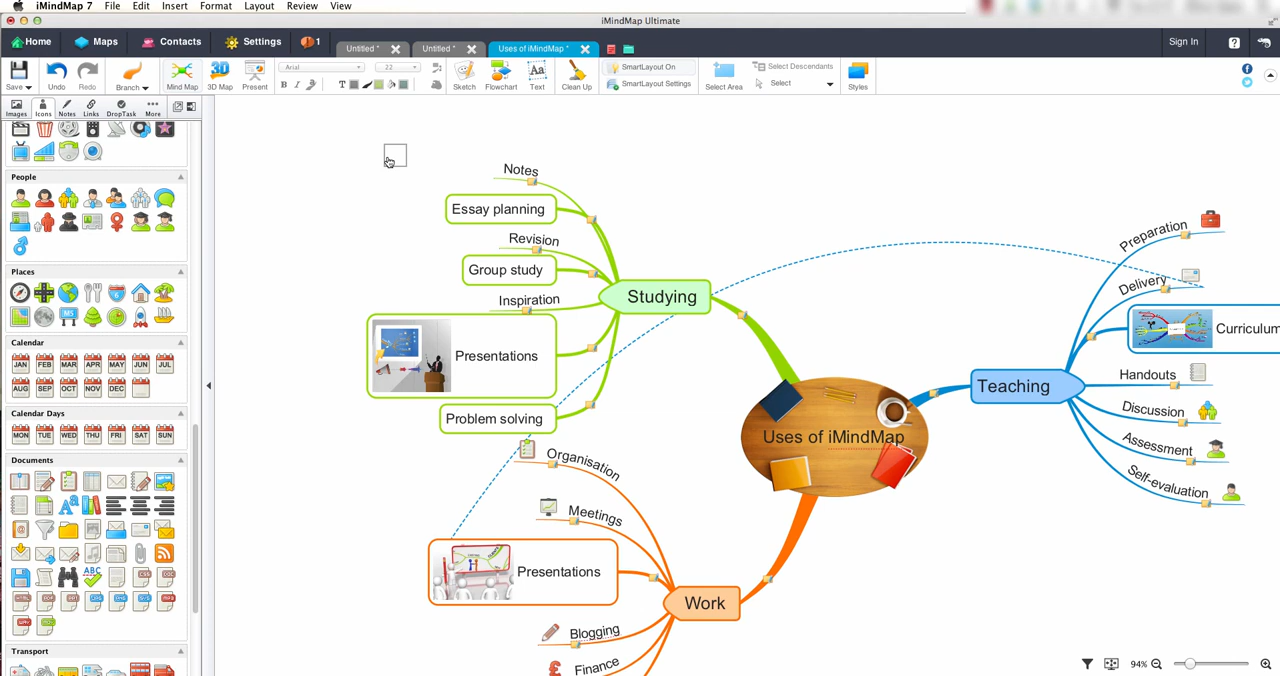 iMindMap 7 File Edit Insert Format Layout Review View
iMindMap Ultimate
Home Maps Contacts Settings 1 Untitled * Untitled * Uses of iMindMap * Sign In ?
Arial 22 SmartLayout On Select Descendants
B I T Aa SmartLayout Settings Select
Save Undo Redo Branch Mind Map 3D Map Present Sketch Flowchart Text Clean Up Select Area Styles
Images Icons Notes Links DropTask More
People
Places
Calendar
JAN FEB MAR APR MAY JUN JUL
AUG SEP OCT NOV DEC
Calendar Days
MON TUE WED THU FRI SAT SUN
Documents
Transport
Notes
Essay planning
Revision
Group study
Inspiration
Presentations
Problem solving
Studying
Organisation
Meetings
Presentations
Blogging
Finance
Work
Uses of iMindMap
Teaching
Preparation
Delivery
Curriculum
Handouts
Discussion
Assessment
Self-evaluation
94%